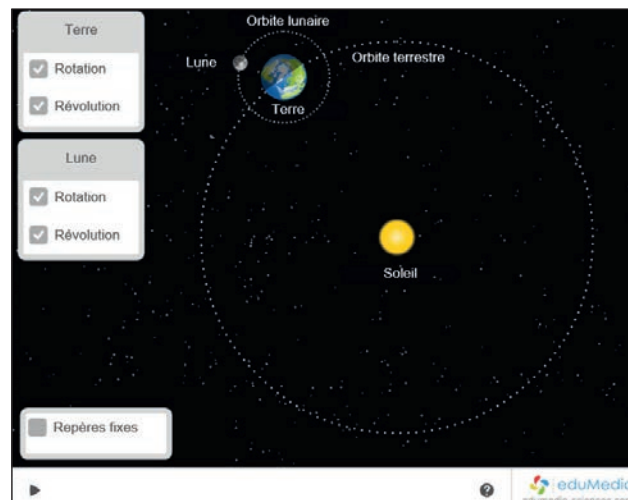 Terre
Rotation
Révolution
Lune
Rotation
Révolution
Repères fixes
Orbite lunaire
Lune
Terre
Orbite terrestre
Soleil
eduMedia